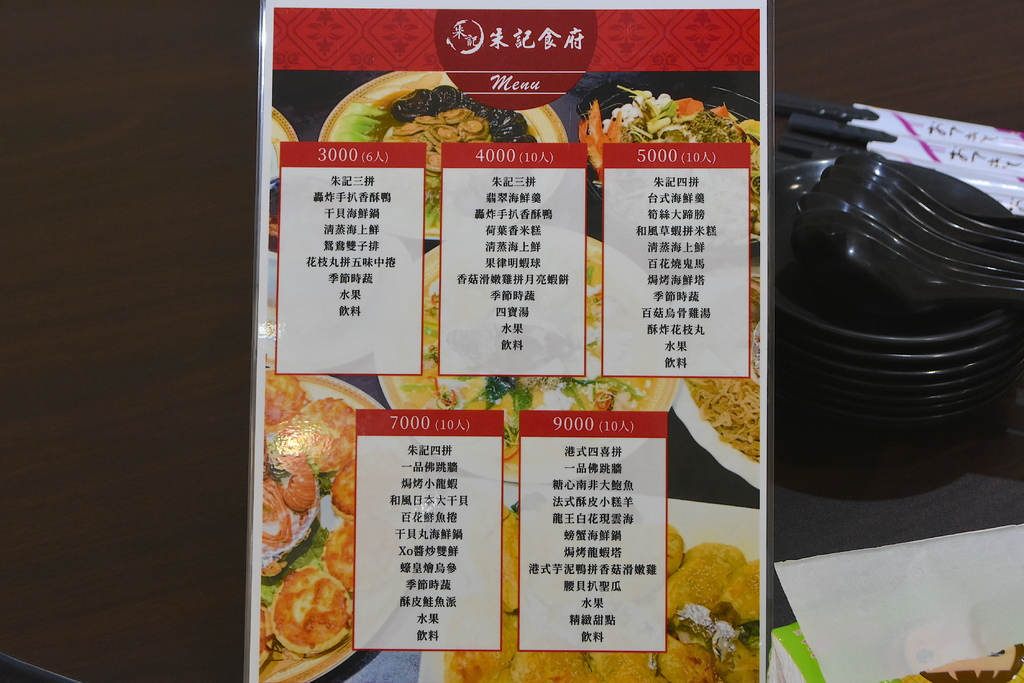 朱記
朱記食府
Menu
3000 (6人)
朱記三拼
轟炸手扒香酥鴨
干貝海鮮鍋
清蒸海上鮮
鴛鴦雙子排
花枝丸拼五味中捲
季節時蔬
水果
飲料
4000 (10人)
朱記三拼
翡翠海鮮羹
轟炸手扒香酥鴨
荷葉香米糕
清蒸海上鮮
果律明蝦球
香菇滑嫩雞拼月亮蝦餅
季節時蔬
四寶湯
水果
飲料
5000 (10人)
朱記四拼
台式海鮮羹
筍絲大蹄膀
和風草蝦拼米糕
清蒸海上鮮
百花燒鬼馬
焗烤海鮮塔
季節時蔬
百菇烏骨雞湯
酥炸花枝丸
水果
飲料
7000 (10人)
朱記四拼
一品佛跳牆
焗烤小龍蝦
和風日本大干貝
百花鮮魚捲
干貝丸海鮮鍋
Xo醬炒雙鮮
蠔皇燴烏參
季節時蔬
酥皮鮭魚派
水果
飲料
9000 (10人)
港式四喜拼
一品佛跳牆
糖心南非大鮑魚
法式酥皮小糕羊
龍王白花現雲海
螃蟹海鮮鍋
焗烤龍蝦塔
港式芋泥鴨拼香菇滑嫩雞
腰貝扒聖瓜
水果
精緻甜點
飲料